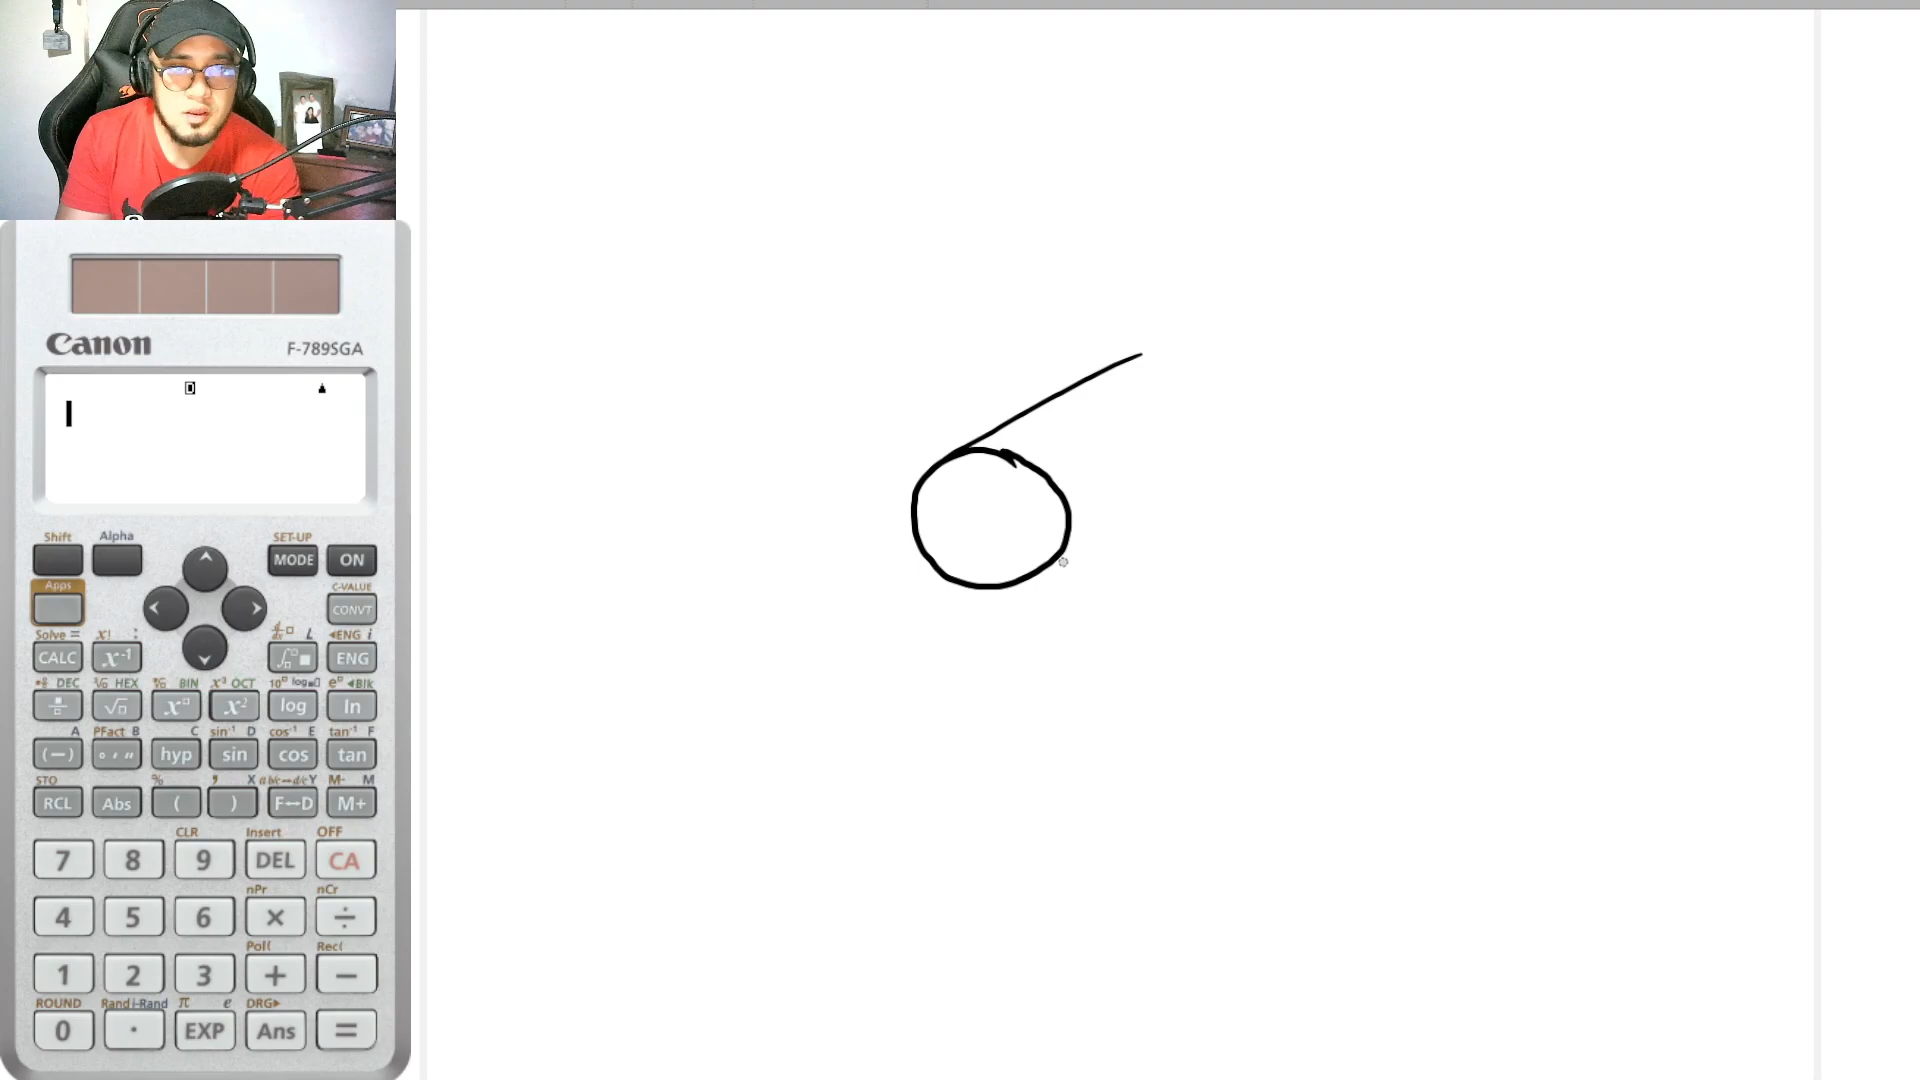 Canon
F-789SGA
Shift Alpha SET-UP
MODE ON
Apps C-VALUE
CONVT
Solve = x! : d/dx□ L ◄ENG i
CALC x⁻¹ ∫ ENG
DEC HEX BIN x³ OCT 10□ log e□ ◄Blk
√□ x□ x² log ln
A PFact B C sin⁻¹ D cos⁻¹ E tan⁻¹ F
(−) ° ′ ″ hyp sin cos tan
STO % , X a b/c↔d/c Y M- M
RCL Abs ( ) F↔D M+
CLR Insert OFF
7 8 9 DEL CA
nPr nCr
4 5 6 × ÷
Pol( Rec(
1 2 3 + −
ROUND Rand i-Rand π e DRG►
0 · EXP Ans =